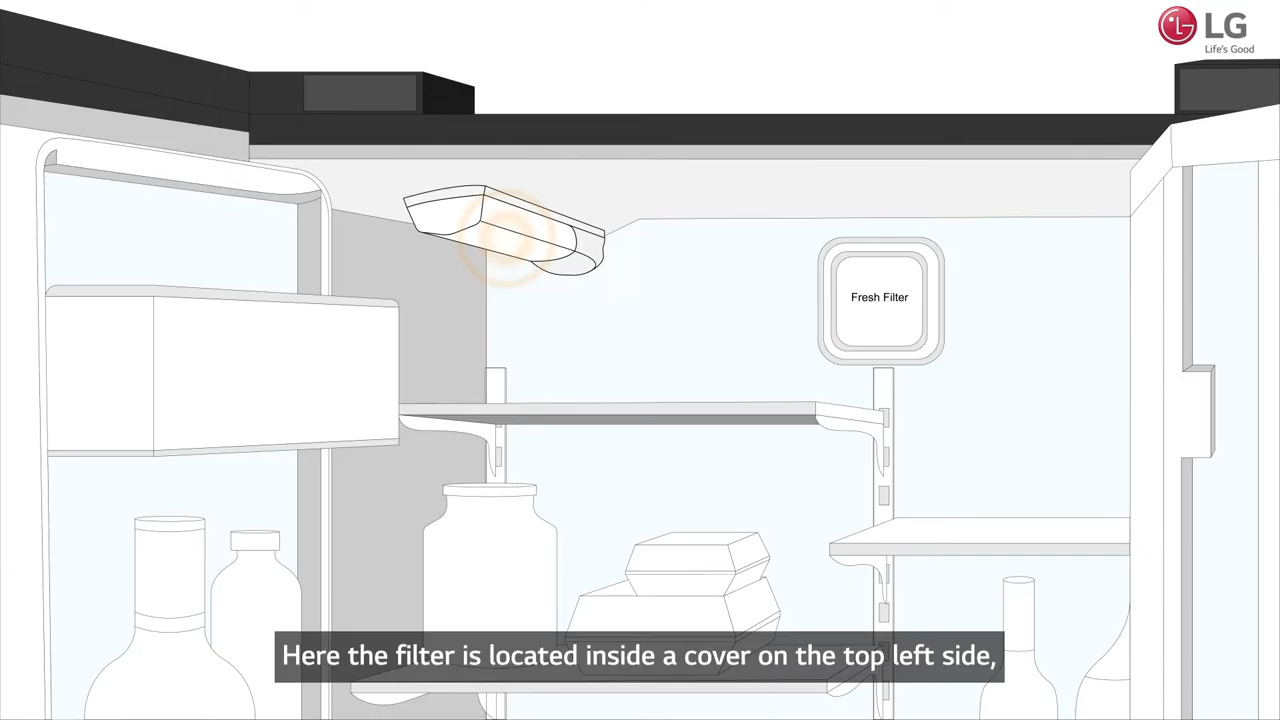 LG
Life's Good
Fresh Filter
Here the filter is located inside a cover on the top left side,